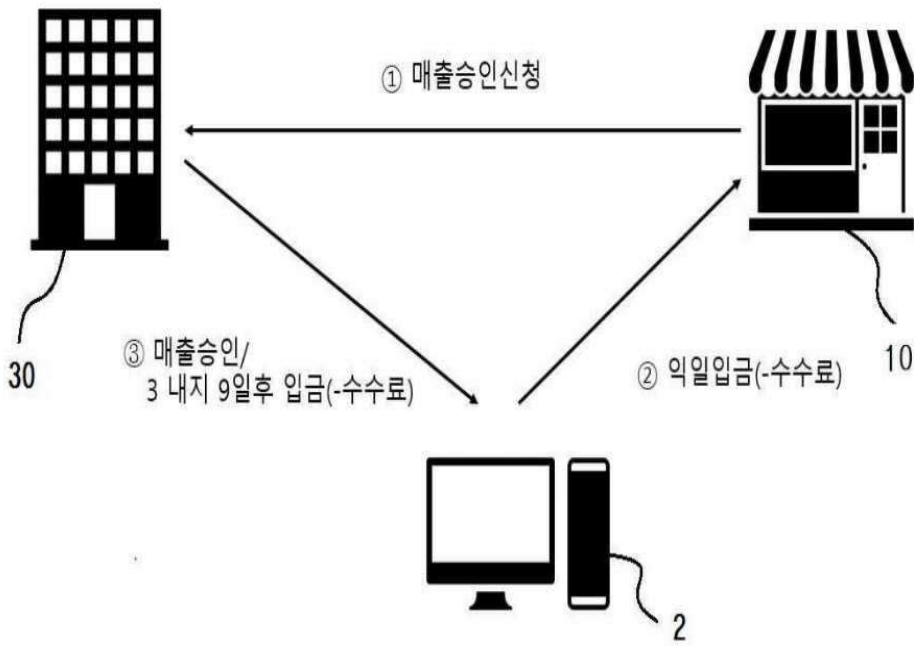 ① 매출승인신청
30
③ 매출승인/
3 내지 9일후 입금(-수수료)
② 익일입금(-수수료)
10
2